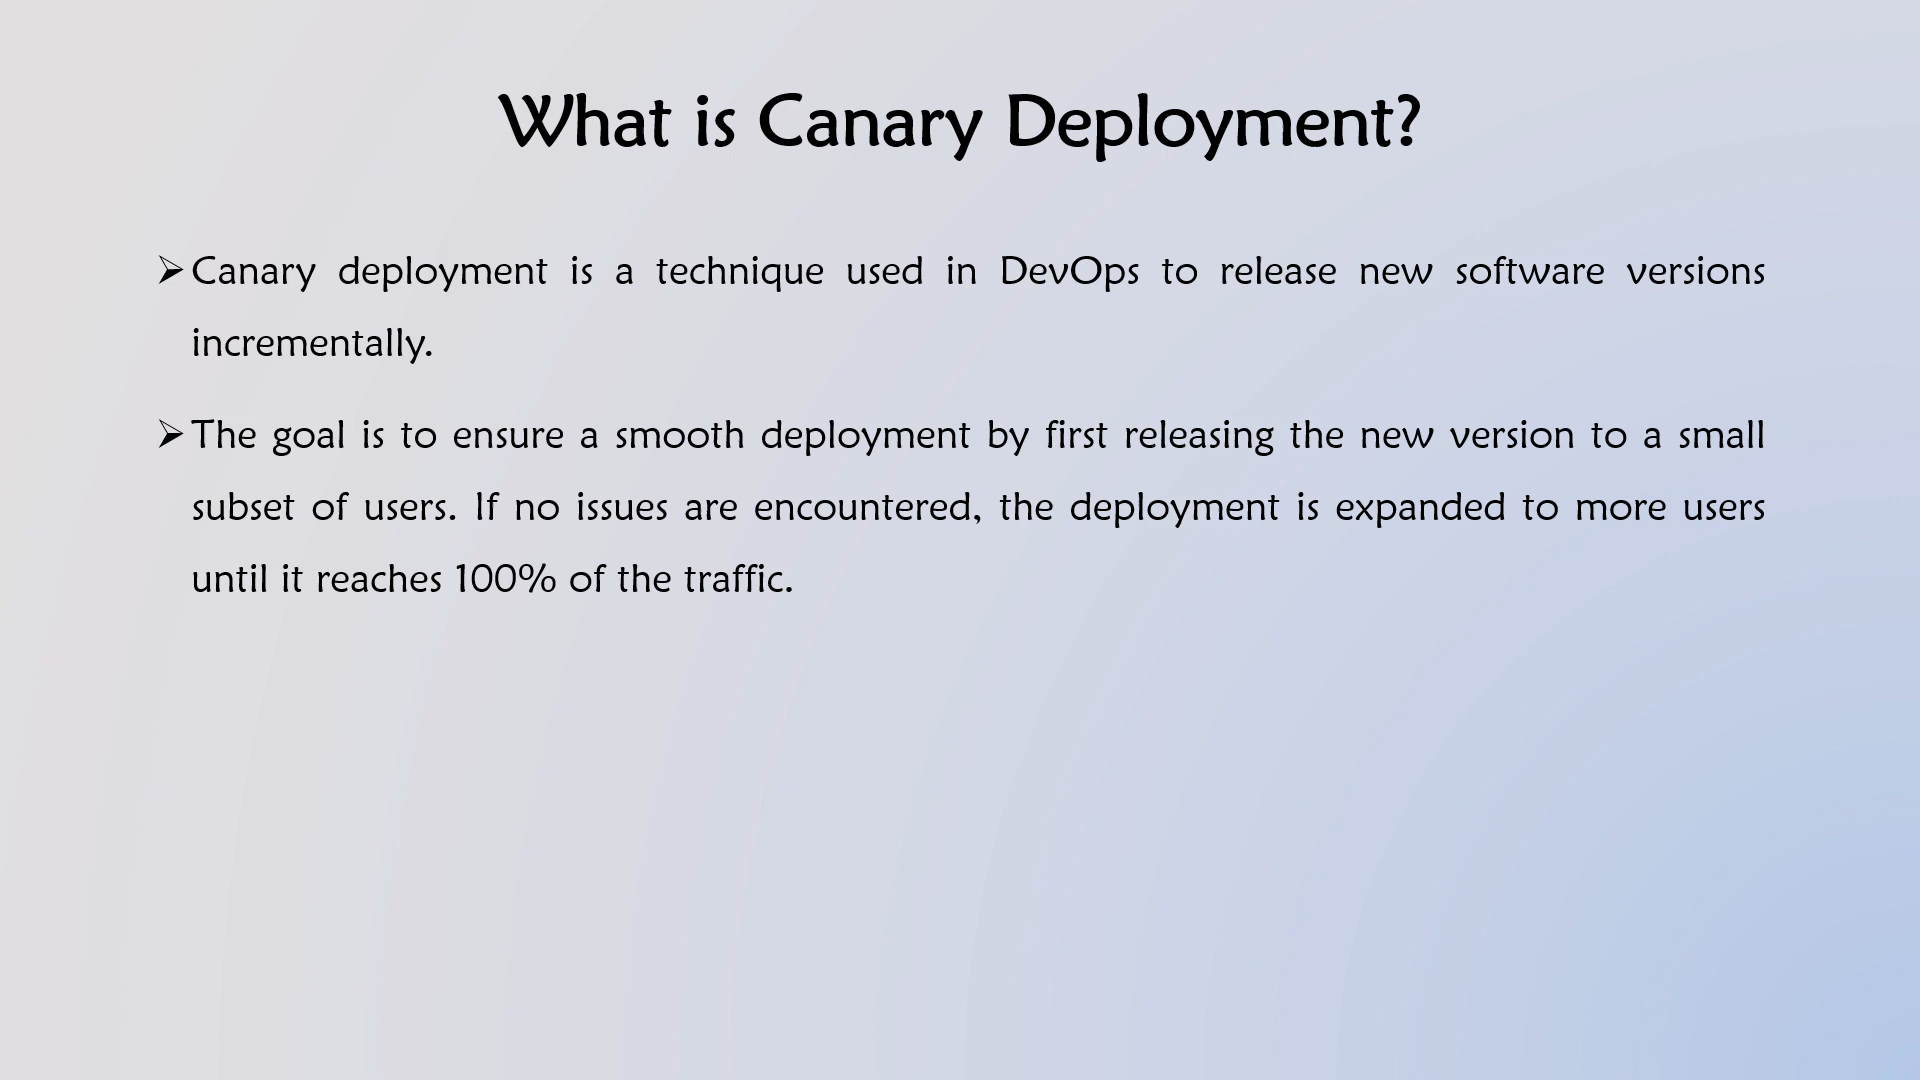 What is Canary Deployment?
➢ Canary deployment is a technique used in DevOps to release new software versions
incrementally.
➢ The goal is to ensure a smooth deployment by first releasing the new version to a small
subset of users. If no issues are encountered, the deployment is expanded to more users
until it reaches 100% of the traffic.